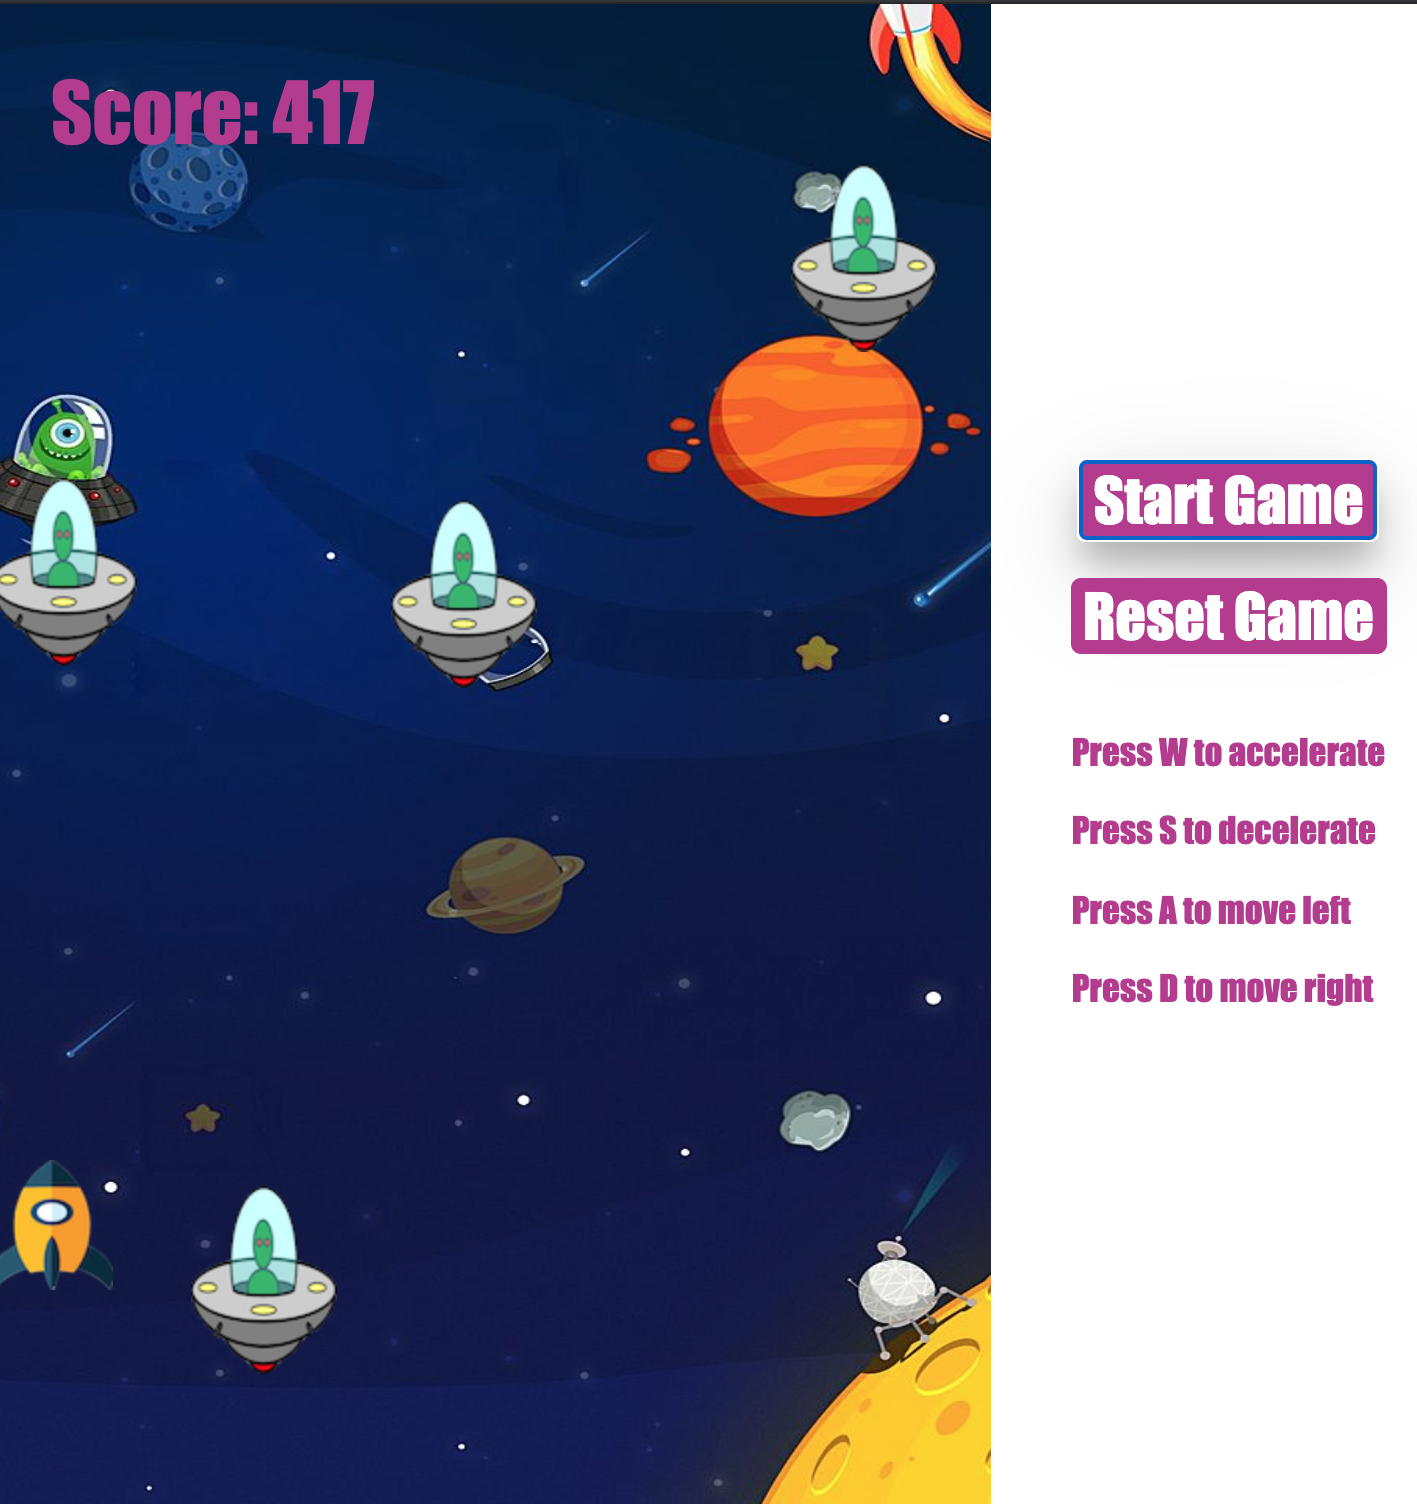 Score: 417
Start Game
Reset Game
Press W to accelerate
Press S to decelerate
Press A to move left
Press D to move right